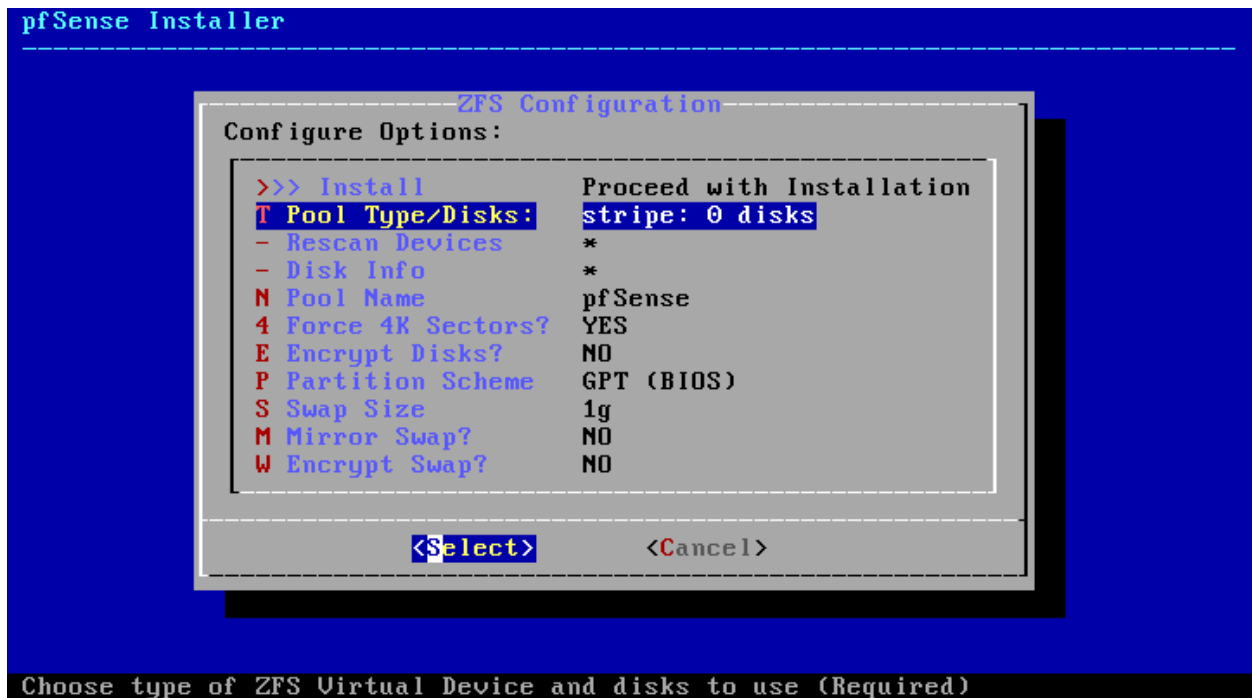 pfSense Installer
ZFS Configuration
Configure Options:
>>> Install Proceed with Installation
T Pool Type/Disks: stripe: 0 disks
- Rescan Devices *
- Disk Info *
N Pool Name pfSense
4 Force 4K Sectors? YES
E Encrypt Disks? NO
P Partition Scheme GPT (BIOS)
S Swap Size 1g
M Mirror Swap? NO
W Encrypt Swap? NO
<Select> <Cancel>
Choose type of ZFS Virtual Device and disks to use (Required)